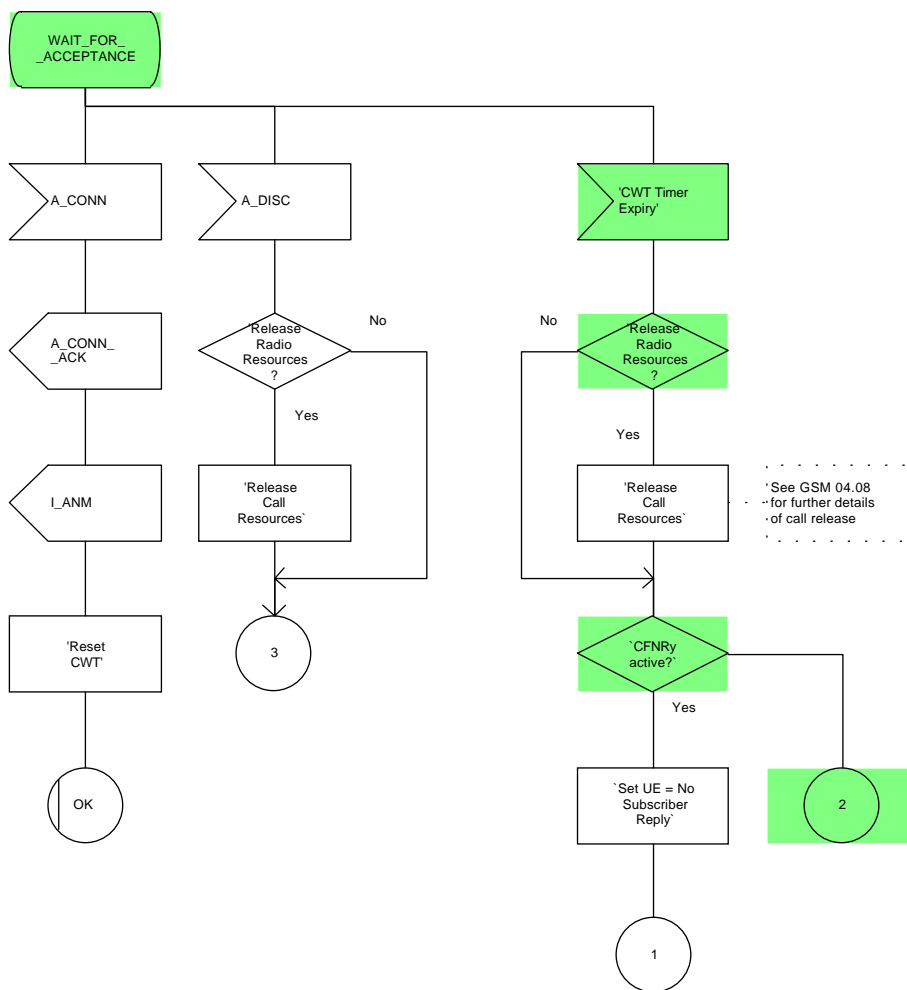 WAIT_FOR_
_ACCEPTANCE
A_CONN
A_DISC
'CWT Timer
Expiry'
A_CONN_
_ACK
'Release
Radio
Resources
?
No
Yes
No
'Release
Radio
Resources
?
Yes
I_ANM
'Release
Call
Resources`
'Release
Call
Resources`
See GSM 04.08
for further details
of call release
'Reset
CWT'
3
`CFNRy
active?`
Yes
OK
`Set UE = No
Subscriber
Reply`
2
1